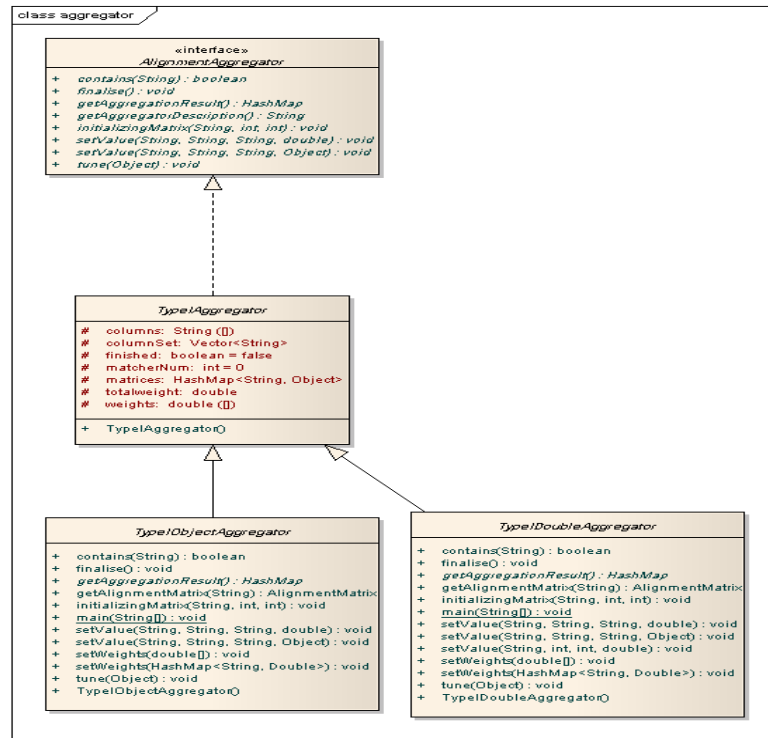 class aggregator
«interface»
AlignmentAggregator
+ contains(String) : boolean
+ finalise() : void
+ getAggregationResult() : HashMap
+ getAggregatorDescription() : String
+ initializingMatrix(String, int, int) : void
+ setValue(String, String, String, double) : void
+ setValue(String, String, String, Object) : void
+ tune(Object) : void
TypeIAggregator
# columns: String ([])
# columnSet: Vector<String>
# finished: boolean = false
# matcherNum: int = 0
# matrices: HashMap<String, Object>
# totalweight: double
# weights: double ([])
+ TypeIAggregator()
TypeIObjectAggregator
+ contains(String) : boolean
+ finalise() : void
+ getAggregationResult() : HashMap
+ getAlignmentMatrix(String) : AlignmentMatrix
+ initializingMatrix(String, int, int) : void
+ main(String[]) : void
+ setValue(String, String, String, double) : void
+ setValue(String, String, String, Object) : void
+ setWeights(double[]) : void
+ setWeights(HashMap<String, Double>) : void
+ tune(Object) : void
+ TypeIObjectAggregator()
TypeIDoubleAggregator
+ contains(String) : boolean
+ finalise() : void
+ getAggregationResult() : HashMap
+ getAlignmentMatrix(String) : AlignmentMatrix
+ initializingMatrix(String, int, int) : void
+ main(String[]) : void
+ setValue(String, String, String, double) : void
+ setValue(String, String, String, Object) : void
+ setValue(String, int, int, double) : void
+ setWeights(double[]) : void
+ setWeights(HashMap<String, Double>) : void
+ tune(Object) : void
+ TypeIDoubleAggregator()